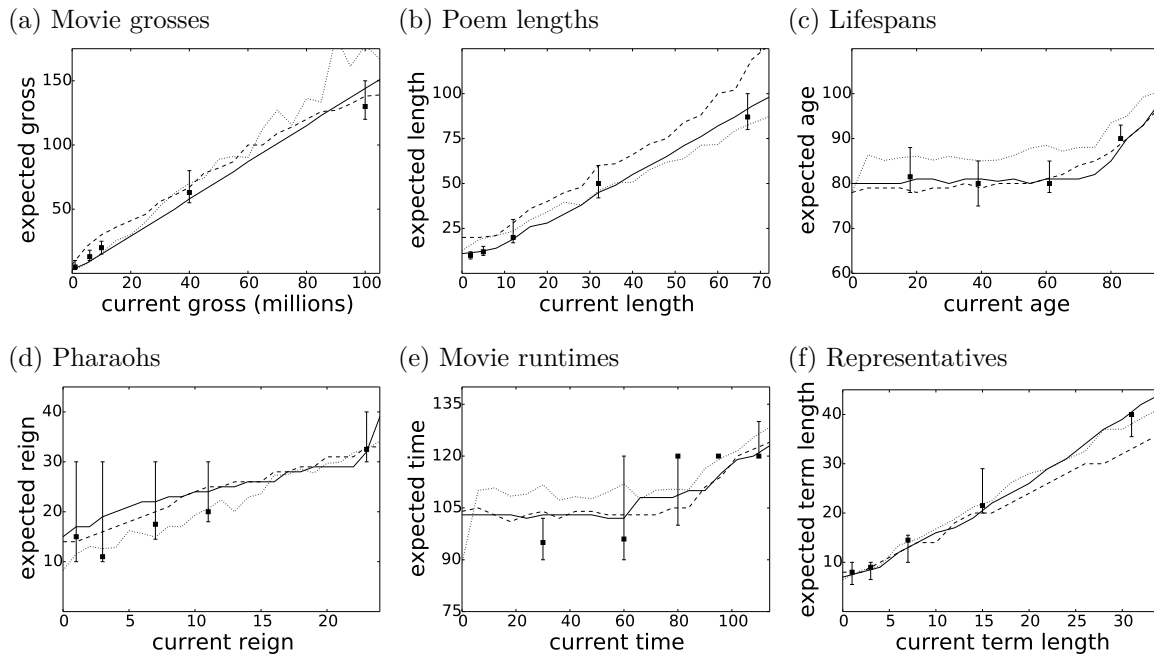 (a) Movie grosses
(b) Poem lengths
(c) Lifespans
150
100
50
0 20 40 60 80 100
expected gross
current gross (millions)
100
75
50
25
0 10 20 30 40 50 60 70
expected length
current length
100
90
80
70
60
20 40 60 80
expected age
current age
(d) Pharaohs
(e) Movie runtimes
(f) Representatives
40
30
20
10
0 5 10 15 20
expected reign
current reign
135
120
105
90
75
0 20 40 60 80 100
expected time
current time
40
30
20
10
0 5 10 15 20 25 30
expected term length
current term length